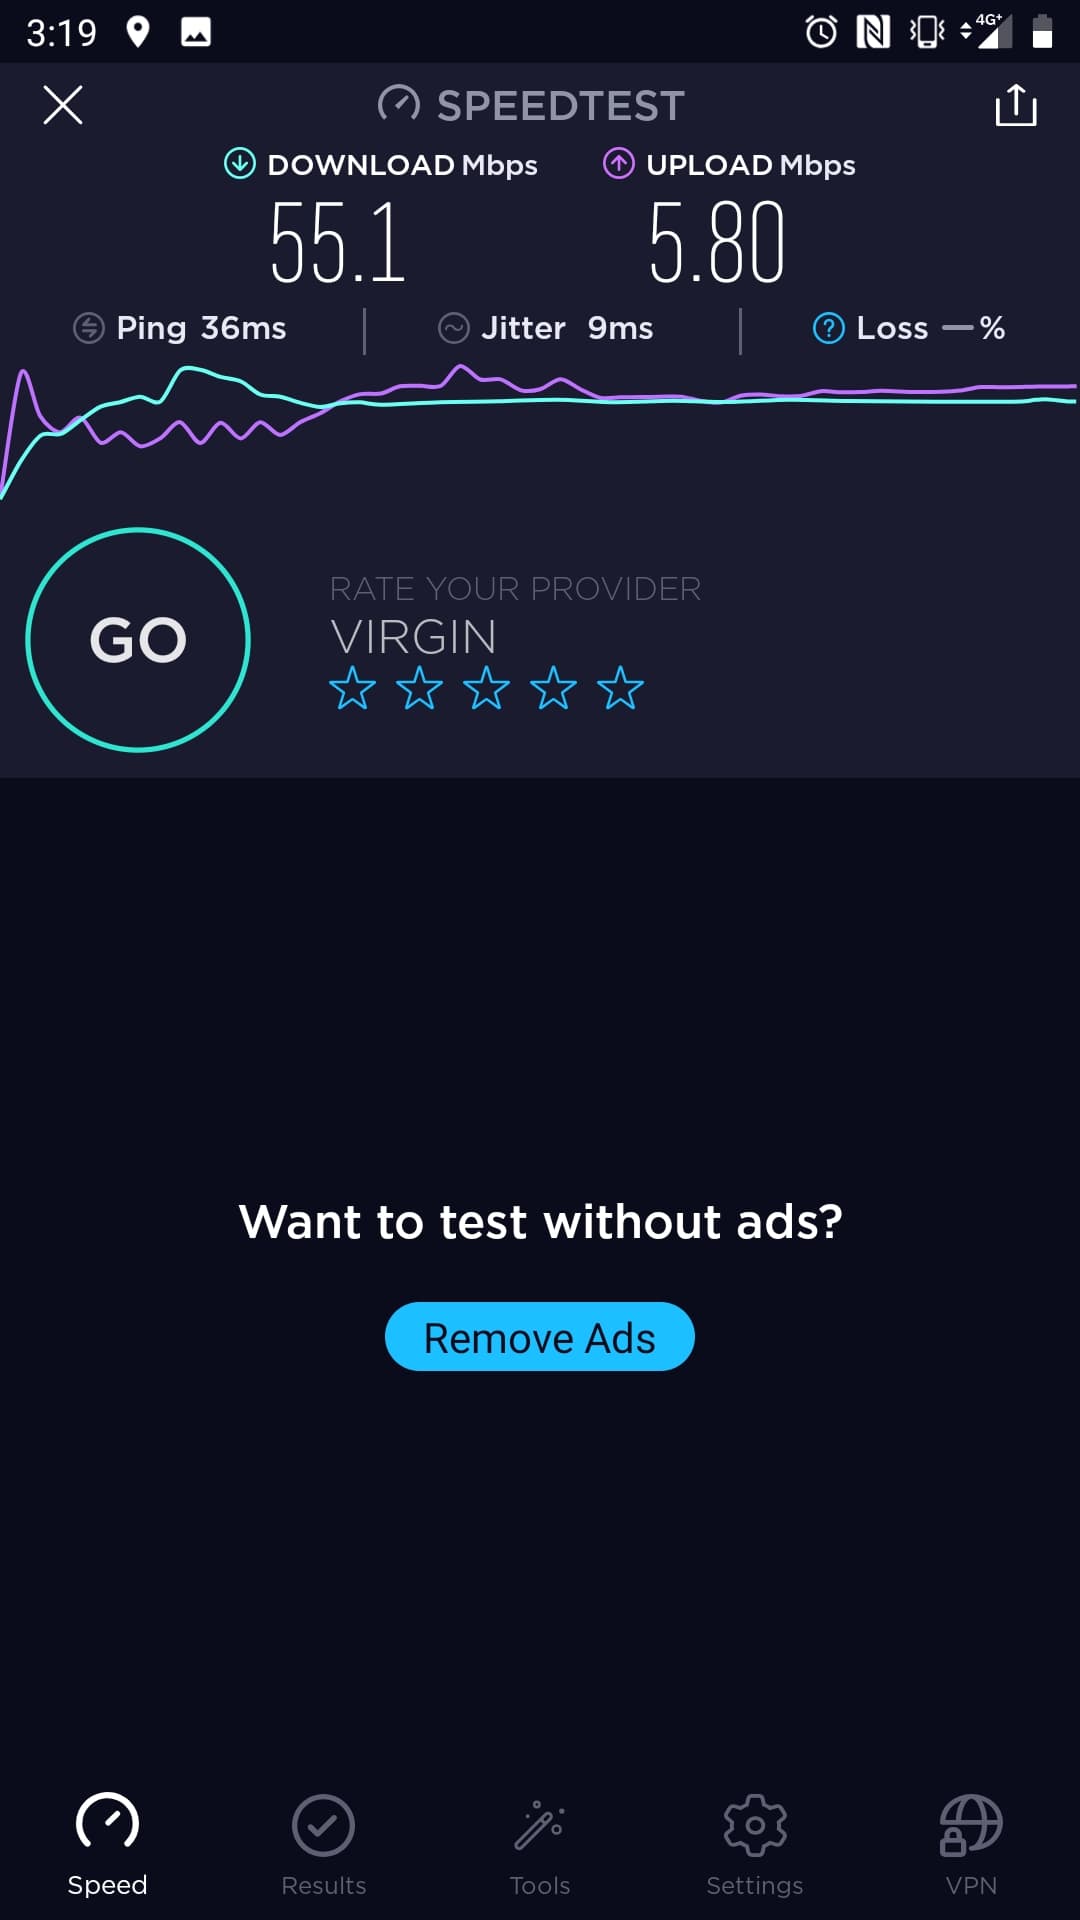 3:19 4G+
SPEEDTEST
DOWNLOAD Mbps UPLOAD Mbps
55.1 5.80
Ping 36ms Jitter 9ms ? Loss — %
GO
RATE YOUR PROVIDER
VIRGIN
Want to test without ads?
Remove Ads
Speed Results Tools Settings VPN